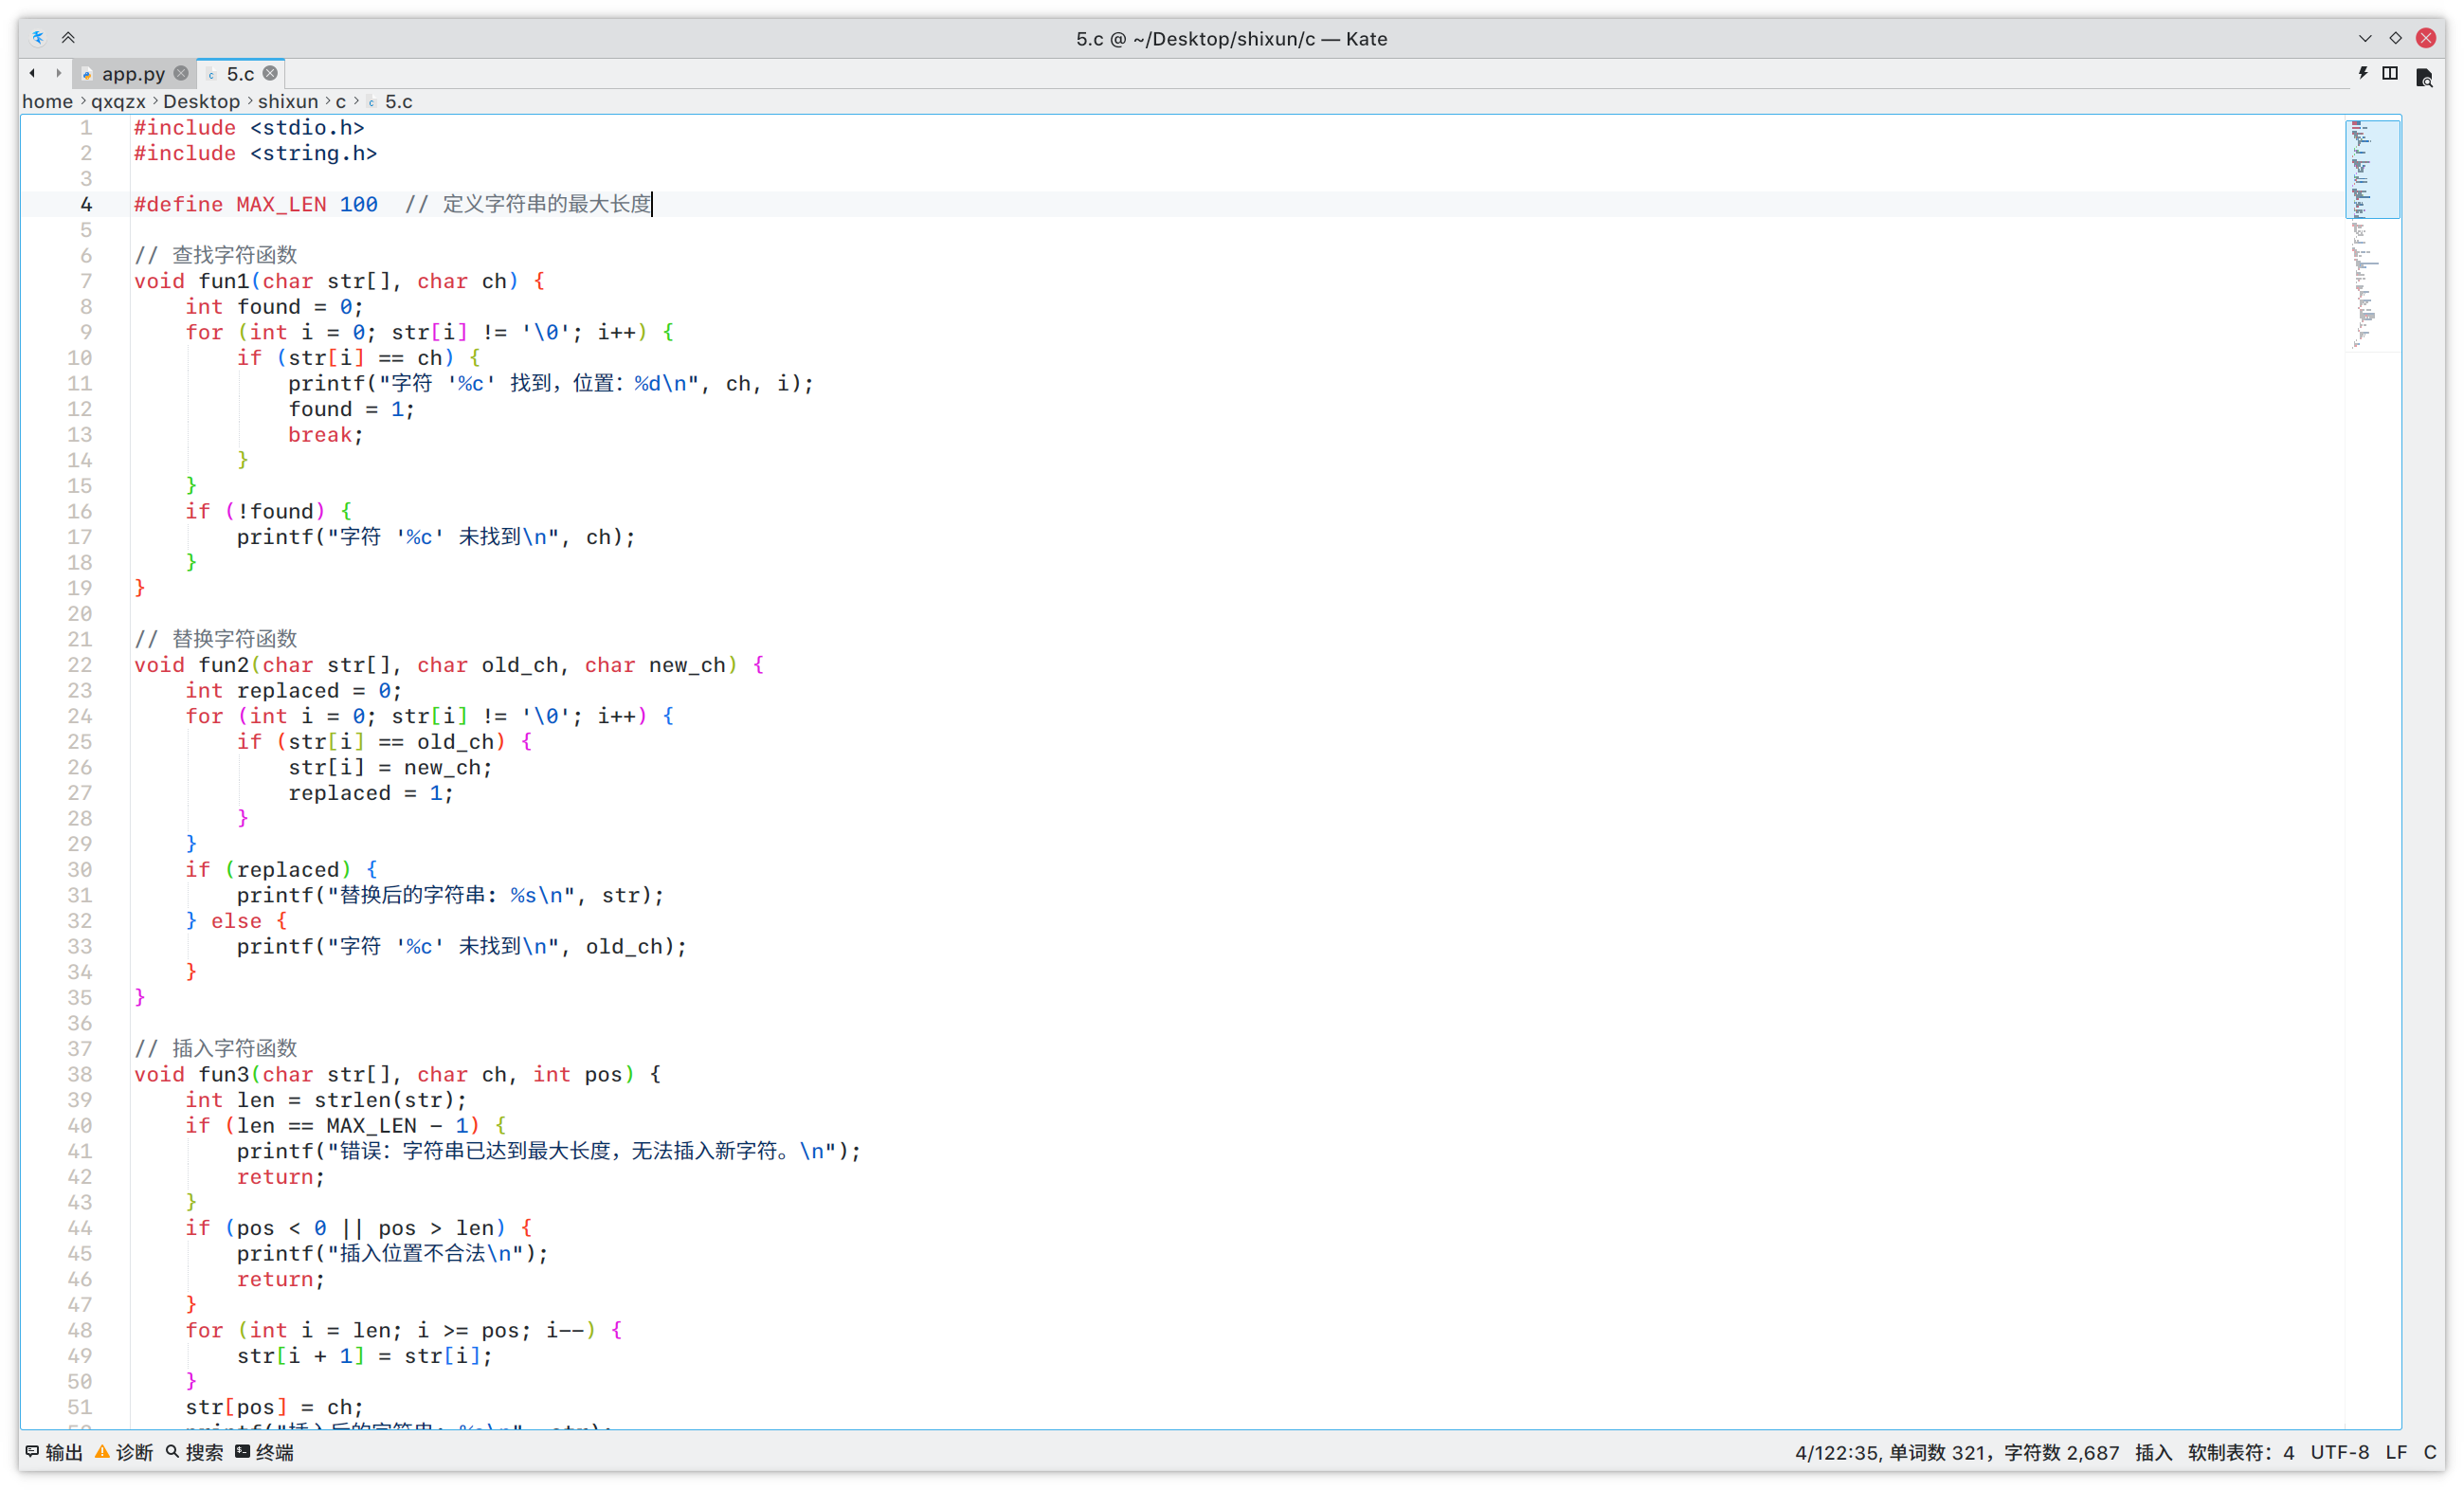 5.c @ ~/Desktop/shixun/c — Kate
app.py 5.c
home > qxqzx > Desktop > shixun > c > 5.c
1 #include <stdio.h>
2 #include <string.h>
3
4 #define MAX_LEN 100  // 定义字符串的最大长度
5
6 // 查找字符函数
7 void fun1(char str[], char ch) {
8     int found = 0;
9     for (int i = 0; str[i] != '\0'; i++) {
10         if (str[i] == ch) {
11             printf("字符 '%c' 找到，位置：%d\n", ch, i);
12             found = 1;
13             break;
14         }
15     }
16     if (!found) {
17         printf("字符 '%c' 未找到\n", ch);
18     }
19 }
20
21 // 替换字符函数
22 void fun2(char str[], char old_ch, char new_ch) {
23     int replaced = 0;
24     for (int i = 0; str[i] != '\0'; i++) {
25         if (str[i] == old_ch) {
26             str[i] = new_ch;
27             replaced = 1;
28         }
29     }
30     if (replaced) {
31         printf("替换后的字符串: %s\n", str);
32     } else {
33         printf("字符 '%c' 未找到\n", old_ch);
34     }
35 }
36
37 // 插入字符函数
38 void fun3(char str[], char ch, int pos) {
39     int len = strlen(str);
40     if (len == MAX_LEN - 1) {
41         printf("错误：字符串已达到最大长度，无法插入新字符。\n");
42         return;
43     }
44     if (pos < 0 || pos > len) {
45         printf("插入位置不合法\n");
46         return;
47     }
48     for (int i = len; i >= pos; i--) {
49         str[i + 1] = str[i];
50     }
51     str[pos] = ch;
输出 诊断 搜索 终端 4/122:35, 单词数 321，字符数 2,687 插入 软制表符：4 UTF-8 LF C